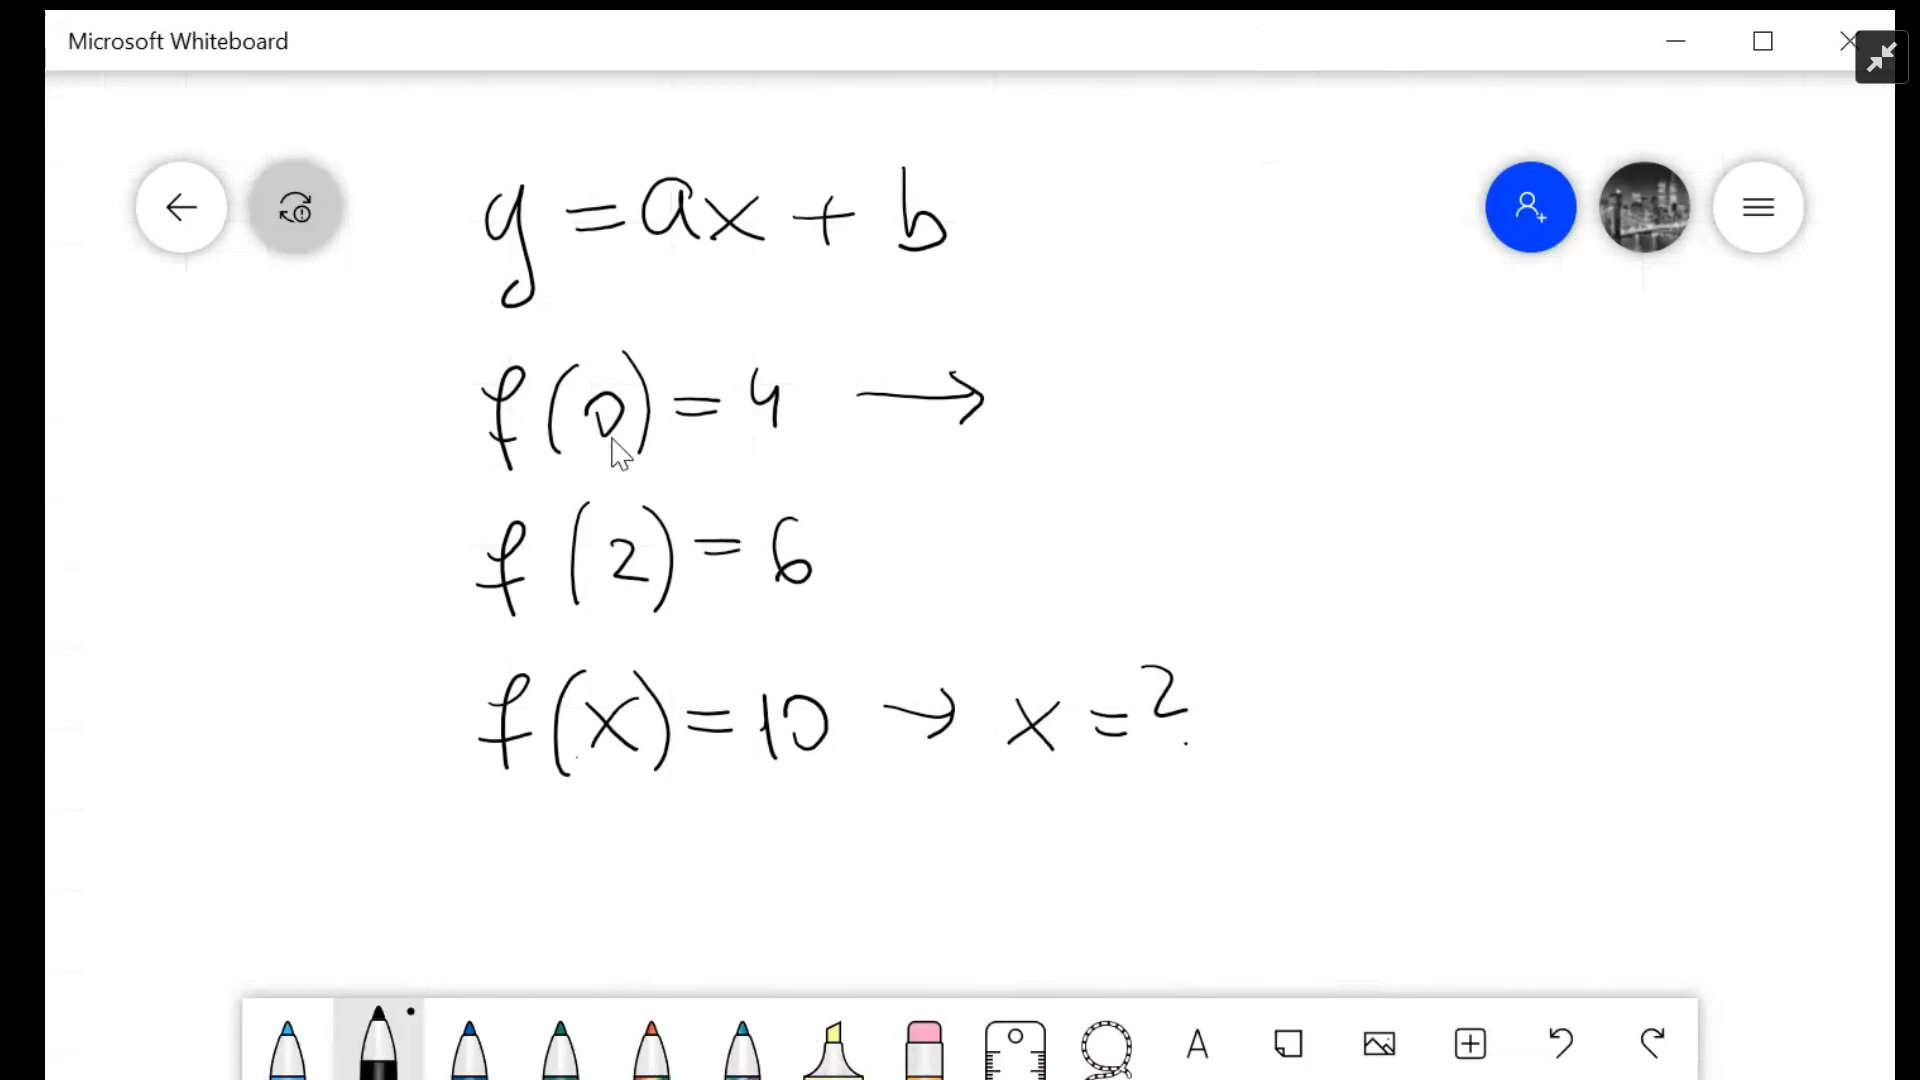 Microsoft Whiteboard
y = ax + b
f(0) = 4 →
f(2) = 6
f(x) = 10 → x = ?
A